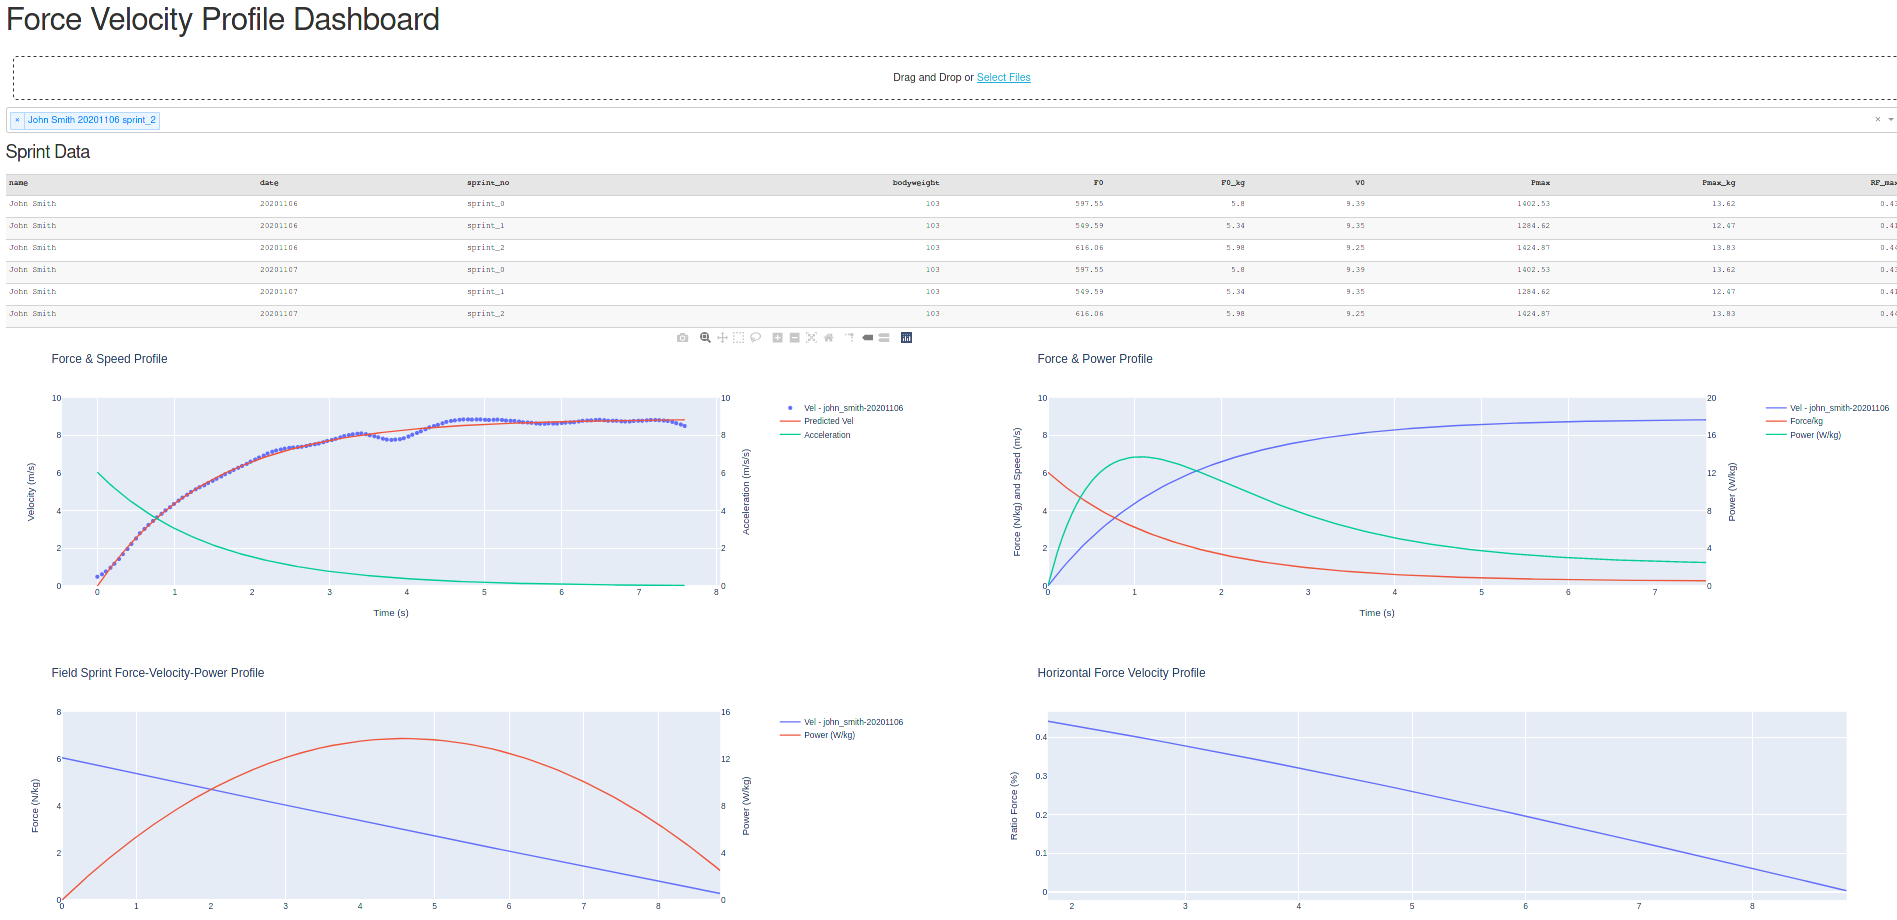 Force Velocity Profile Dashboard
Drag and Drop or Select Files
× John Smith 20201106 sprint_2 ×
Sprint Data
name date sprint_no bodyweight F0 F0_kg V0 Pmax Pmax_kg RF_max
John Smith 20201106 sprint_0 103 597.55 5.8 9.39 1402.53 13.62 0.43
John Smith 20201106 sprint_1 103 549.59 5.34 9.35 1284.62 12.47 0.41
John Smith 20201106 sprint_2 103 616.06 5.98 9.25 1424.87 13.83 0.44
John Smith 20201107 sprint_0 103 597.55 5.8 9.39 1402.53 13.62 0.43
John Smith 20201107 sprint_1 103 549.59 5.34 9.35 1284.62 12.47 0.41
John Smith 20201107 sprint_2 103 616.06 5.98 9.25 1424.87 13.83 0.44
Force & Speed Profile
10
8
6
4
2
0
Velocity (m/s)
0 1 2 3 4 5 6 7 8
Time (s)
10
8
6
4
2
0
Acceleration (m/s/s)
Vel - john_smith-20201106
Predicted Vel
Acceleration
Force & Power Profile
10
8
6
4
2
0
Force (N/kg) and Speed (m/s)
0 1 2 3 4 5 6 7
Time (s)
20
16
12
8
4
0
Power (W/kg)
Vel - john_smith-20201106
Force/kg
Power (W/kg)
Field Sprint Force-Velocity-Power Profile
8
6
4
2
0
Force (N/kg)
0 1 2 3 4 5 6 7 8
16
12
8
4
0
Power (W/kg)
Vel - john_smith-20201106
Power (W/kg)
Horizontal Force Velocity Profile
0.4
0.3
0.2
0.1
0
Ratio Force (%)
2 3 4 5 6 7 8